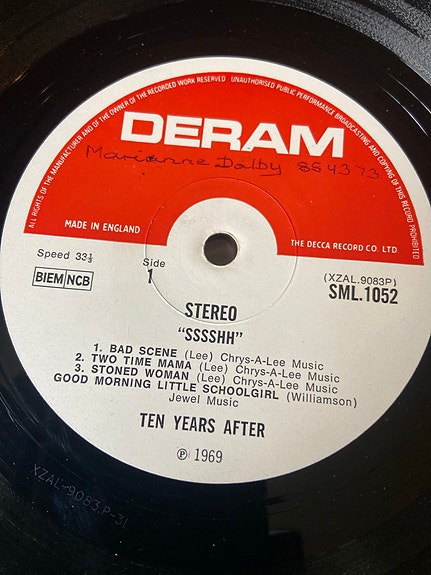 ALL RIGHTS OF THE MANUFACTURER AND OF THE OWNER OF THE RECORDED WORK RESERVED UNAUTHORISED PUBLIC PERFORMANCE BROADCASTING AND COPYING OF THIS RECORD PROHIBITED
DERAM
Marianne Dalby 854373
MADE IN ENGLAND
THE DECCA RECORD CO. LTD.
Speed 33⅓
Side
1
(XZAL.9083P)
BIEM NCB
SML.1052
STEREO
"SSSSHH"
1. BAD SCENE (Lee) Chrys-A-Lee Music
2. TWO TIME MAMA (Lee) Chrys-A-Lee Music
3. STONED WOMAN (Lee) Chrys-A-Lee Music
GOOD MORNING LITTLE SCHOOLGIRL (Williamson)
Jewel Music
TEN YEARS AFTER
℗ 1969
XZAL-9083.P-3L